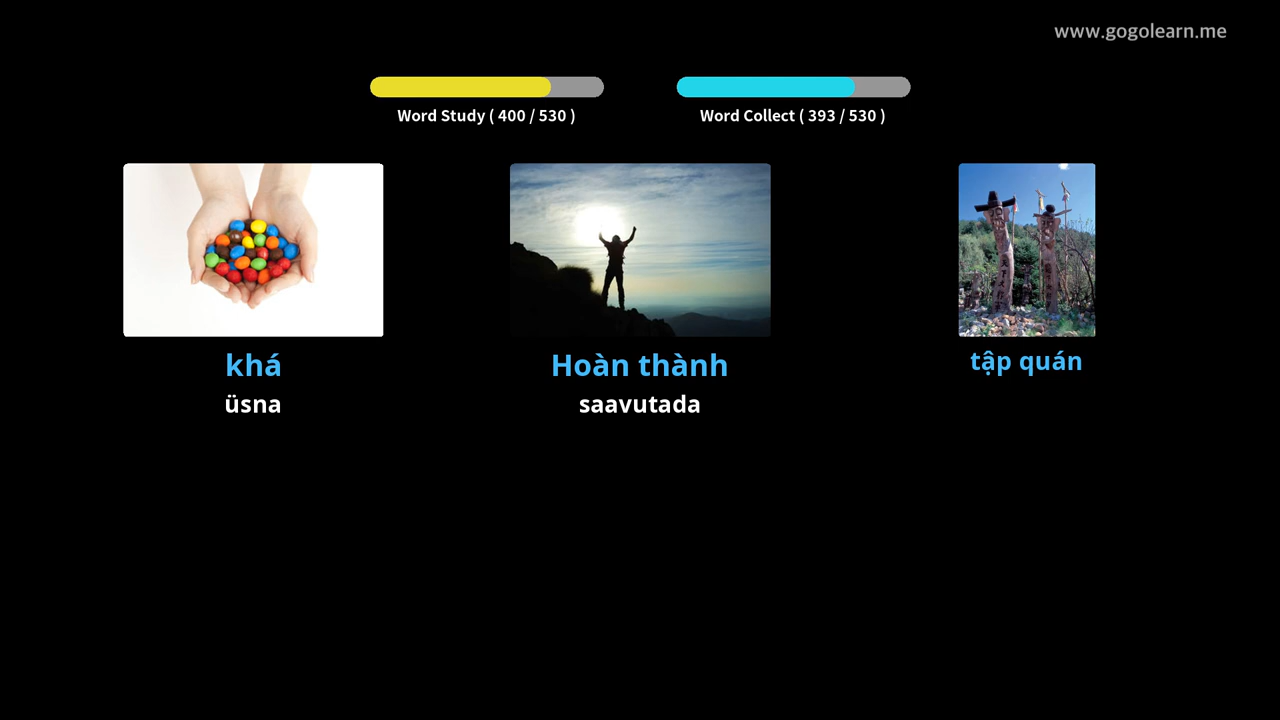 www.gogolearn.me
Word Study ( 400 / 530 )
Word Collect ( 393 / 530 )
khá
üsna
Hoàn thành
saavutada
tập quán